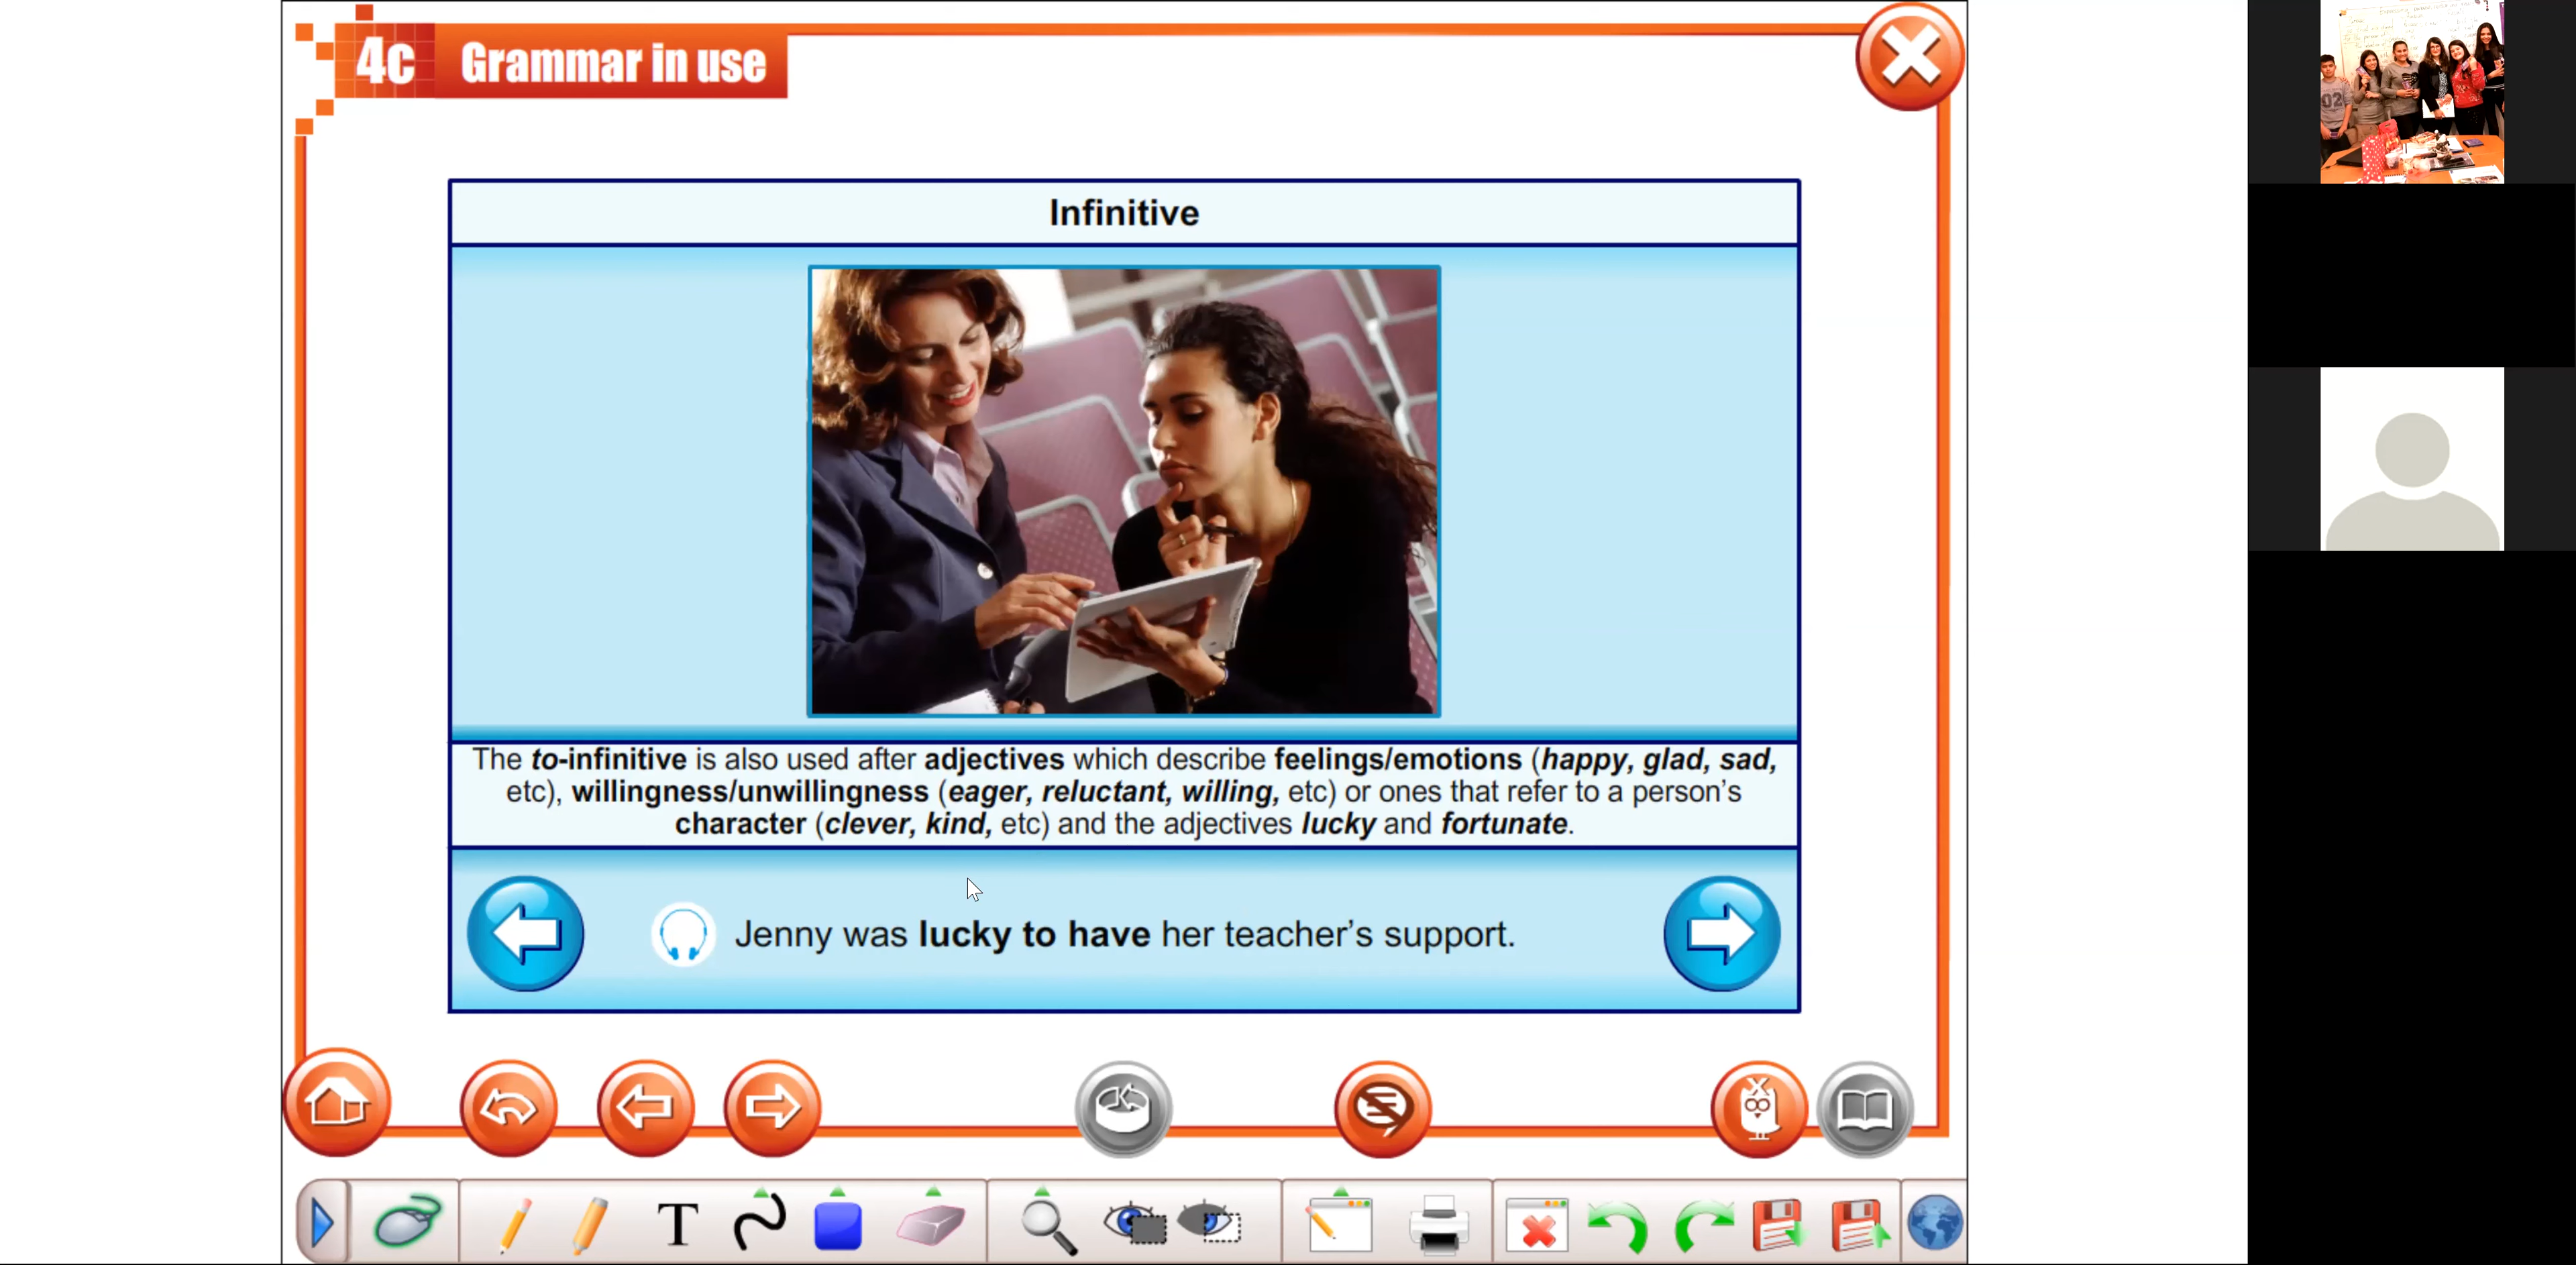 4c Grammar in use
Infinitive
The to-infinitive is also used after adjectives which describe feelings/emotions (happy, glad, sad,
etc), willingness/unwillingness (eager, reluctant, willing, etc) or ones that refer to a person's
character (clever, kind, etc) and the adjectives lucky and fortunate.
Jenny was lucky to have her teacher's support.
T